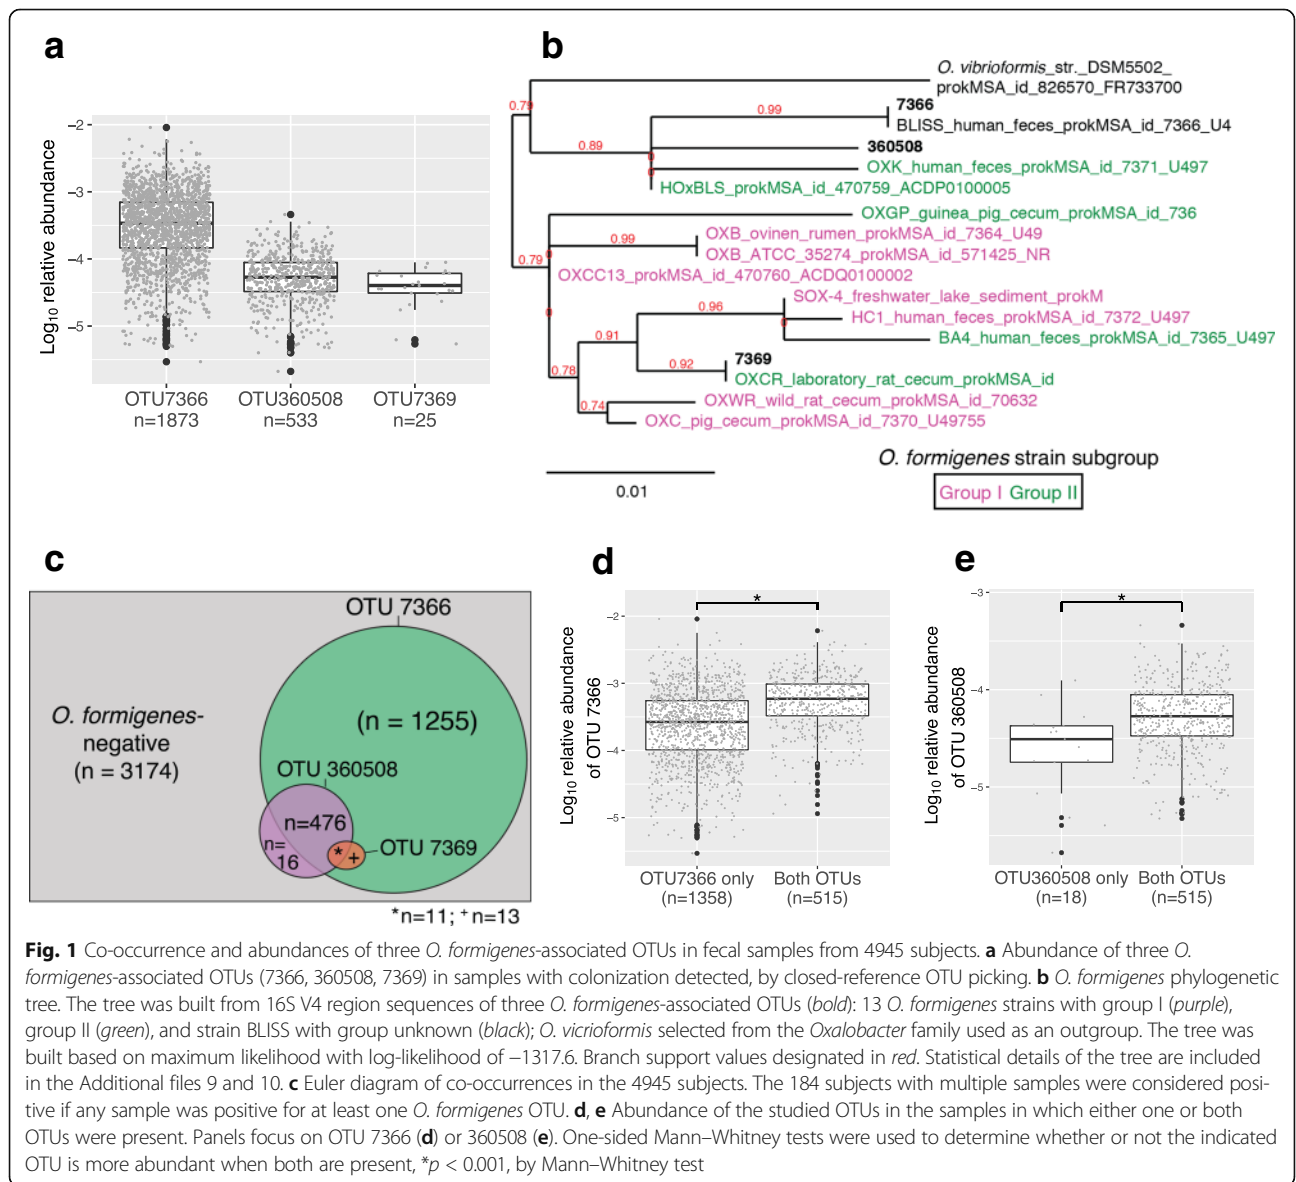 a
Log10 relative abundance
−2
−3
−4
−5
OTU7366
n=1873
OTU360508
n=533
OTU7369
n=25
b
O. vibrioformis_str._DSM5502_
prokMSA_id_826570_FR733700
7366
BLISS_human_feces_prokMSA_id_7366_U4
360508
OXK_human_feces_prokMSA_id_7371_U497
HOxBLS_prokMSA_id_470759_ACDP0100005
OXGP_guinea_pig_cecum_prokMSA_id_736
OXB_ovinen_rumen_prokMSA_id_7364_U49
OXB_ATCC_35274_prokMSA_id_571425_NR
OXCC13_prokMSA_id_470760_ACDQ0100002
SOX-4_freshwater_lake_sediment_prokM
HC1_human_feces_prokMSA_id_7372_U497
BA4_human_feces_prokMSA_id_7365_U497
7369
OXCR_laboratory_rat_cecum_prokMSA_id
OXWR_wild_rat_cecum_prokMSA_id_70632
OXC_pig_cecum_prokMSA_id_7370_U49755
0.79
0.99
0.89
0
0
0.99
0.79
0
0
0.96
0
0.91
0.92
0.78
0.74
0.01
O. formigenes strain subgroup
Group I Group II
c
OTU 7366
(n = 1255)
O. formigenes-
negative
(n = 3174)
OTU 360508
n=476
n=
16
* +
OTU 7369
*n=11; +n=13
d
Log10 relative abundance
of OTU 7366
−2
−3
−4
−5
*
OTU7366 only
(n=1358)
Both OTUs
(n=515)
e
Log10 relative abundance
of OTU 360508
−3
−4
−5
*
OTU360508 only
(n=18)
Both OTUs
(n=515)
Fig. 1 Co-occurrence and abundances of three O. formigenes-associated OTUs in fecal samples from 4945 subjects. a Abundance of three O.
formigenes-associated OTUs (7366, 360508, 7369) in samples with colonization detected, by closed-reference OTU picking. b O. formigenes phylogenetic
tree. The tree was built from 16S V4 region sequences of three O. formigenes-associated OTUs (bold): 13 O. formigenes strains with group I (purple),
group II (green), and strain BLISS with group unknown (black); O. vicrioformis selected from the Oxalobacter family used as an outgroup. The tree was
built based on maximum likelihood with log-likelihood of −1317.6. Branch support values designated in red. Statistical details of the tree are included
in the Additional files 9 and 10. c Euler diagram of co-occurrences in the 4945 subjects. The 184 subjects with multiple samples were considered posi-
tive if any sample was positive for at least one O. formigenes OTU. d, e Abundance of the studied OTUs in the samples in which either one or both
OTUs were present. Panels focus on OTU 7366 (d) or 360508 (e). One-sided Mann–Whitney tests were used to determine whether or not the indicated
OTU is more abundant when both are present, *p < 0.001, by Mann–Whitney test